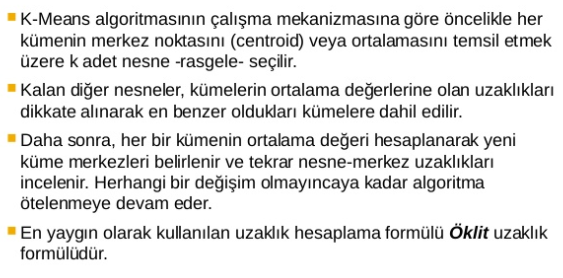 K-Means algoritmasının çalışma mekanizmasına göre öncelikle her
kümenin merkez noktasını (centroid) veya ortalamasını temsil etmek
üzere k adet nesne -rasgele- seçilir.
Kalan diğer nesneler, kümelerin ortalama değerlerine olan uzaklıkları
dikkate alınarak en benzer oldukları kümelere dahil edilir.
Daha sonra, her bir kümenin ortalama değeri hesaplanarak yeni
küme merkezleri belirlenir ve tekrar nesne-merkez uzaklıkları
incelenir. Herhangi bir değişim olmayıncaya kadar algoritma
ötelenmeye devam eder.
En yaygın olarak kullanılan uzaklık hesaplama formülü Öklit uzaklık
formülüdür.